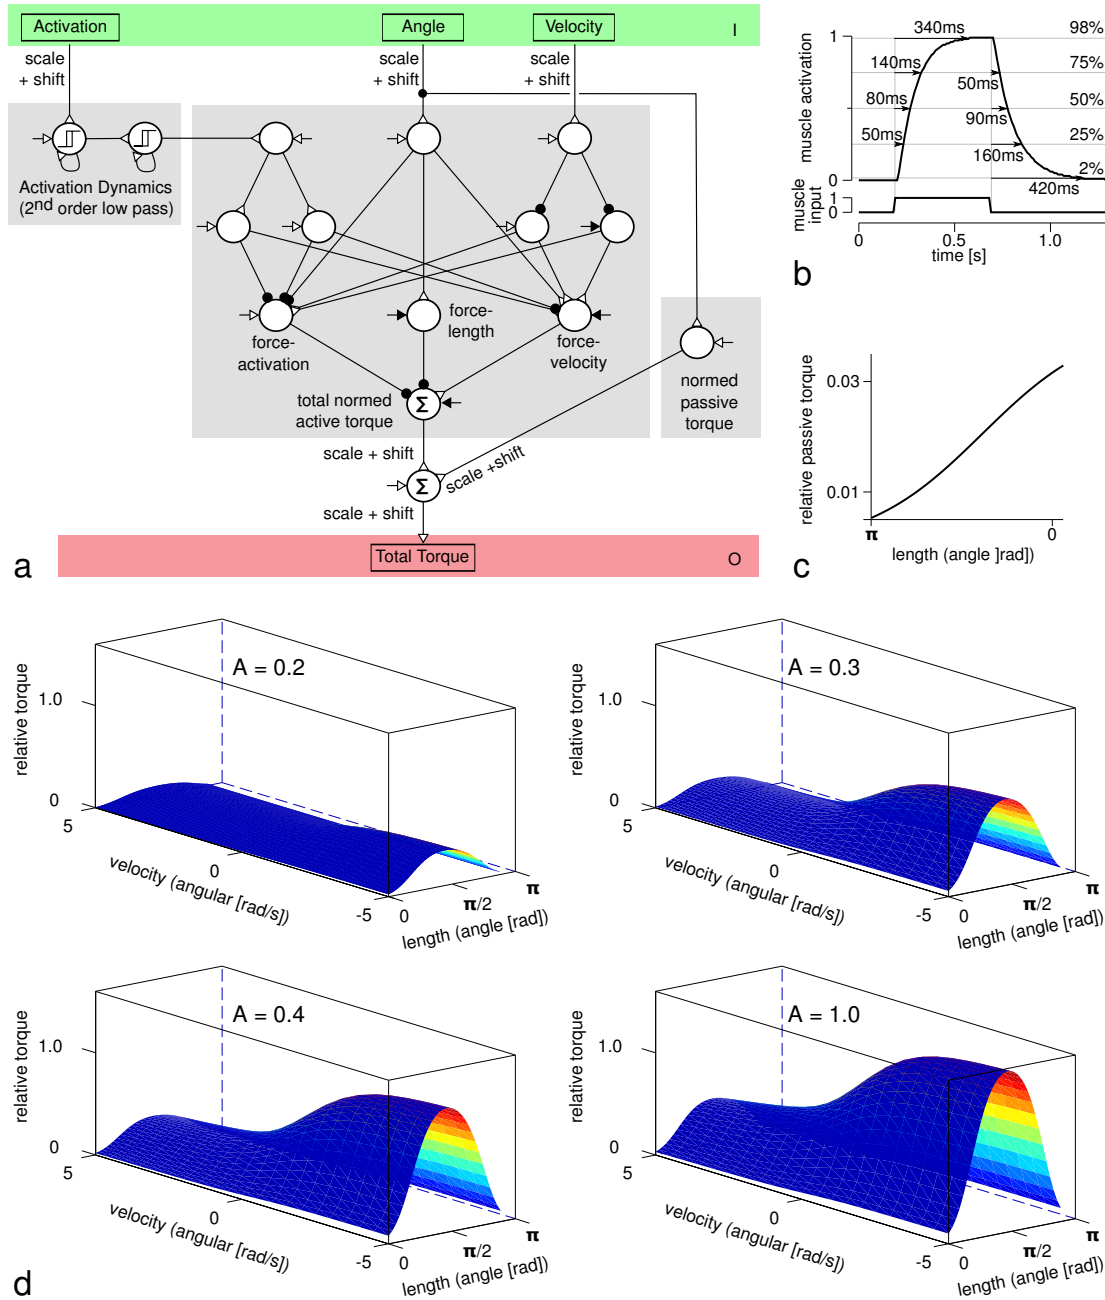 Activation
Angle
Velocity
I
scale
+ shift
scale
+ shift
scale
+ shift
Activation Dynamics
(2nd order low pass)
force-
activation
force-
length
force-
velocity
total normed
active torque
Σ
normed
passive
torque
scale + shift
scale +shift
Σ
scale + shift
Total Torque
O
a
muscle activation
1
0
340ms
98%
140ms
75%
50ms
80ms
50%
90ms
50ms
25%
160ms
2%
420ms
muscle
input
1
0
0
0.5
1.0
time [s]
b
relative passive torque
0.03
0.01
π
0
length (angle ]rad])
c
A = 0.2
relative torque
1.0
0
5
0
-5
velocity (angular [rad/s])
0
π/2
π
length (angle [rad])
A = 0.3
relative torque
1.0
0
5
0
-5
velocity (angular [rad/s])
0
π/2
π
length (angle [rad])
A = 0.4
relative torque
1.0
0
5
0
-5
velocity (angular [rad/s])
0
π/2
π
length (angle [rad])
A = 1.0
relative torque
1.0
0
5
0
-5
velocity (angular [rad/s])
0
π/2
π
length (angle [rad])
d